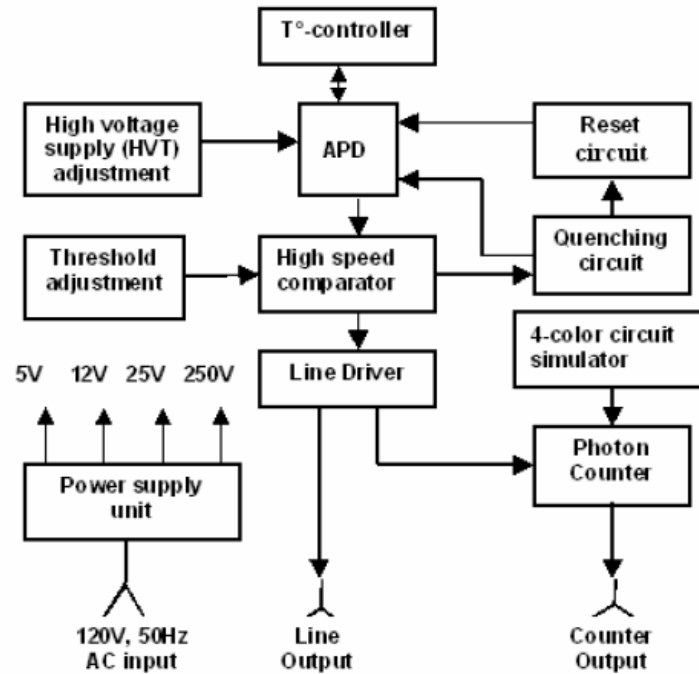 T°-controller
High voltage
supply (HVT)
adjustment
APD
Reset
circuit
Threshold
adjustment
High speed
comparator
Quenching
circuit
4-color circuit
simulator
5V 12V 25V 250V
Line Driver
Photon
Counter
Power supply
unit
120V, 50Hz
AC input
Line
Output
Counter
Output